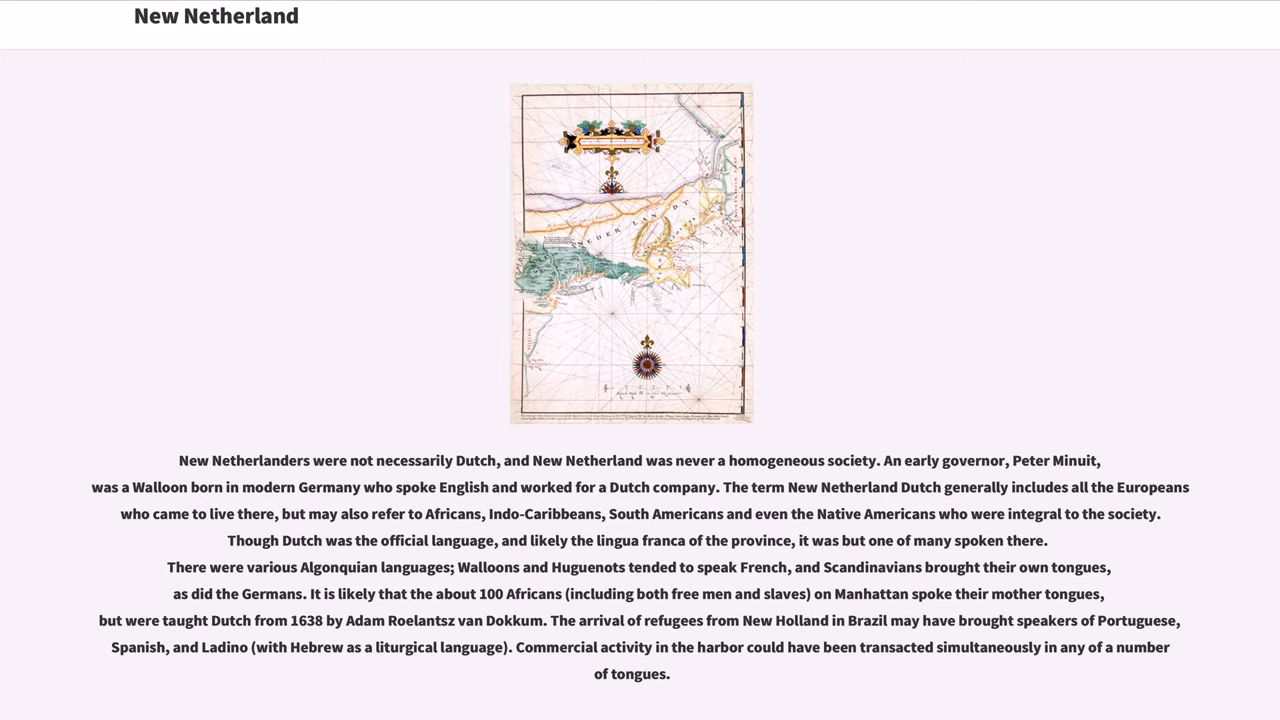 New Netherland
NEDER LANDT
New Netherlanders were not necessarily Dutch, and New Netherland was never a homogeneous society. An early governor, Peter Minuit,
was a Walloon born in modern Germany who spoke English and worked for a Dutch company. The term New Netherland Dutch generally includes all the Europeans
who came to live there, but may also refer to Africans, Indo-Caribbeans, South Americans and even the Native Americans who were integral to the society.
Though Dutch was the official language, and likely the lingua franca of the province, it was but one of many spoken there.
There were various Algonquian languages; Walloons and Huguenots tended to speak French, and Scandinavians brought their own tongues,
as did the Germans. It is likely that the about 100 Africans (including both free men and slaves) on Manhattan spoke their mother tongues,
but were taught Dutch from 1638 by Adam Roelantsz van Dokkum. The arrival of refugees from New Holland in Brazil may have brought speakers of Portuguese,
Spanish, and Ladino (with Hebrew as a liturgical language). Commercial activity in the harbor could have been transacted simultaneously in any of a number
of tongues.